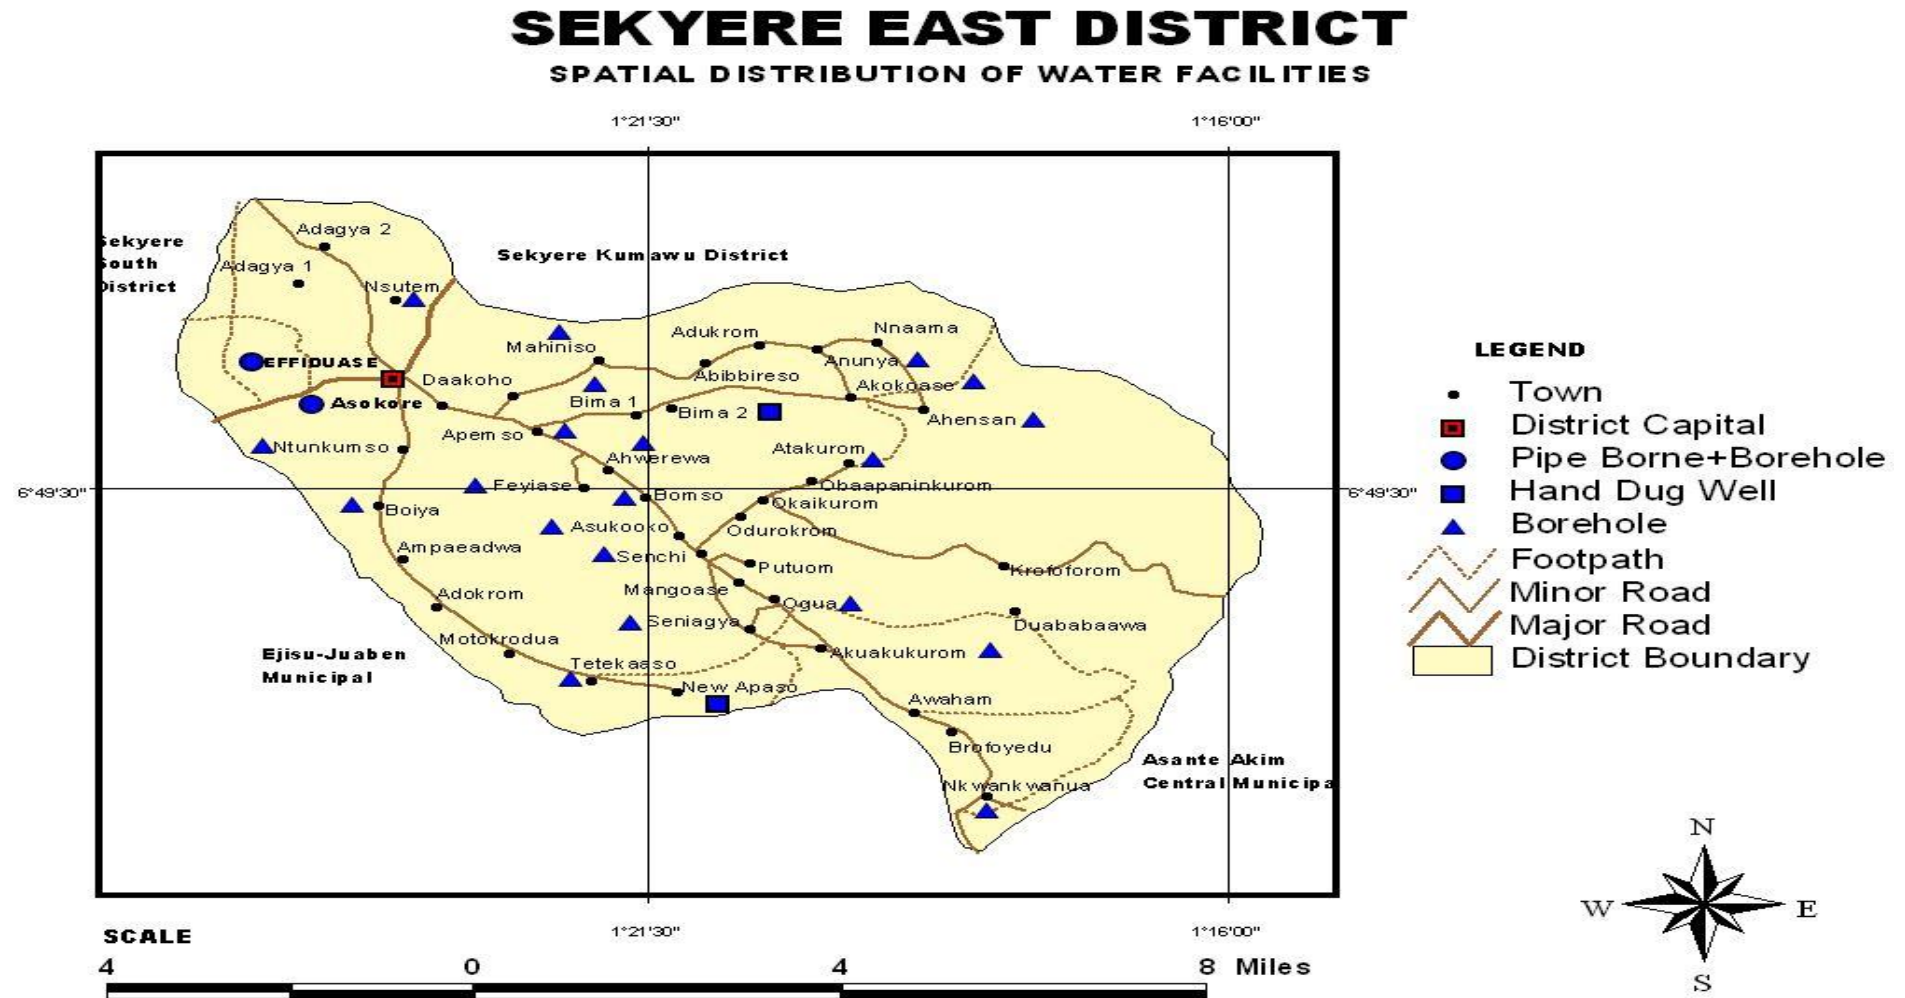 SEKYERE EAST DISTRICT
SPATIAL DISTRIBUTION OF WATER FACILITIES
1°21'30" 1°16'00"
Sekyere
South
District
Adagya 2
Sekyere Kumawu District
Adagya 1
Nsutem
Adukrom
Nnaama
Mahiniso
Anunya
EFFIDUASE
Daakoho
Abibbireso
Akokoase
Asokore
Bima 1
Bima 2
Ahensan
Apemso
Ntunkumso
Ahwerewa
Atakurom
Feyiase
Obaapaninkurom
6°49'30"
6°49'30"
Bomso
Okaikurom
Boiya
Asukooko
Odurokrom
Ampaeadwa
Senchi
Putuom
Krofoforom
Mangoase
Adokrom
Ogua
Seniagya
Duababaawa
Motokrodua
Akuakukurom
Ejisu-Juaben
Municipal
Tetekaaso
New Apaso
Awaham
Brofoyedu
Asante Akim
Central Municipa
Nkwankwanua
1°21'30" 1°16'00"
LEGEND
Town
District Capital
Pipe Borne+Borehole
Hand Dug Well
Borehole
Footpath
Minor Road
Major Road
District Boundary
N
W E
S
SCALE
4 0 4 8 Miles